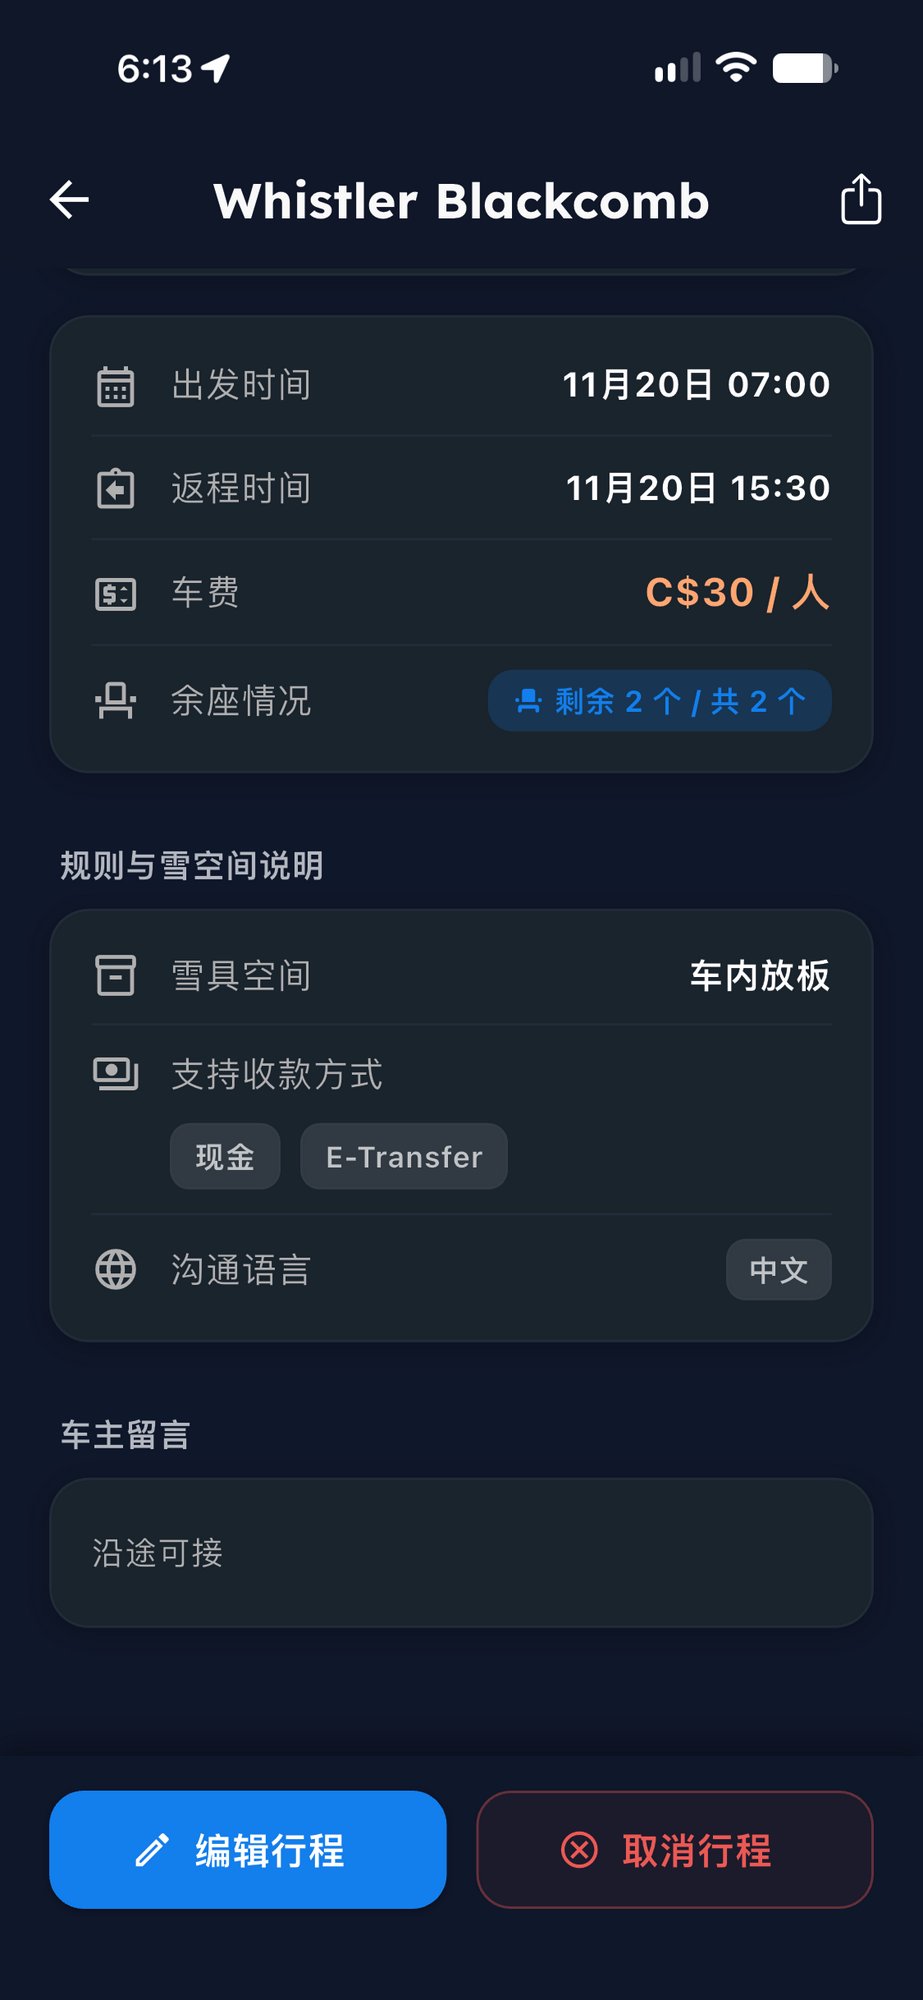 6:13
Whistler Blackcomb
出发时间 11月20日 07:00
返程时间 11月20日 15:30
车费 C$30 / 人
余座情况 剩余 2 个 / 共 2 个
规则与雪空间说明
雪具空间 车内放板
支持收款方式
现金 E-Transfer
沟通语言 中文
车主留言
沿途可接
编辑行程 取消行程